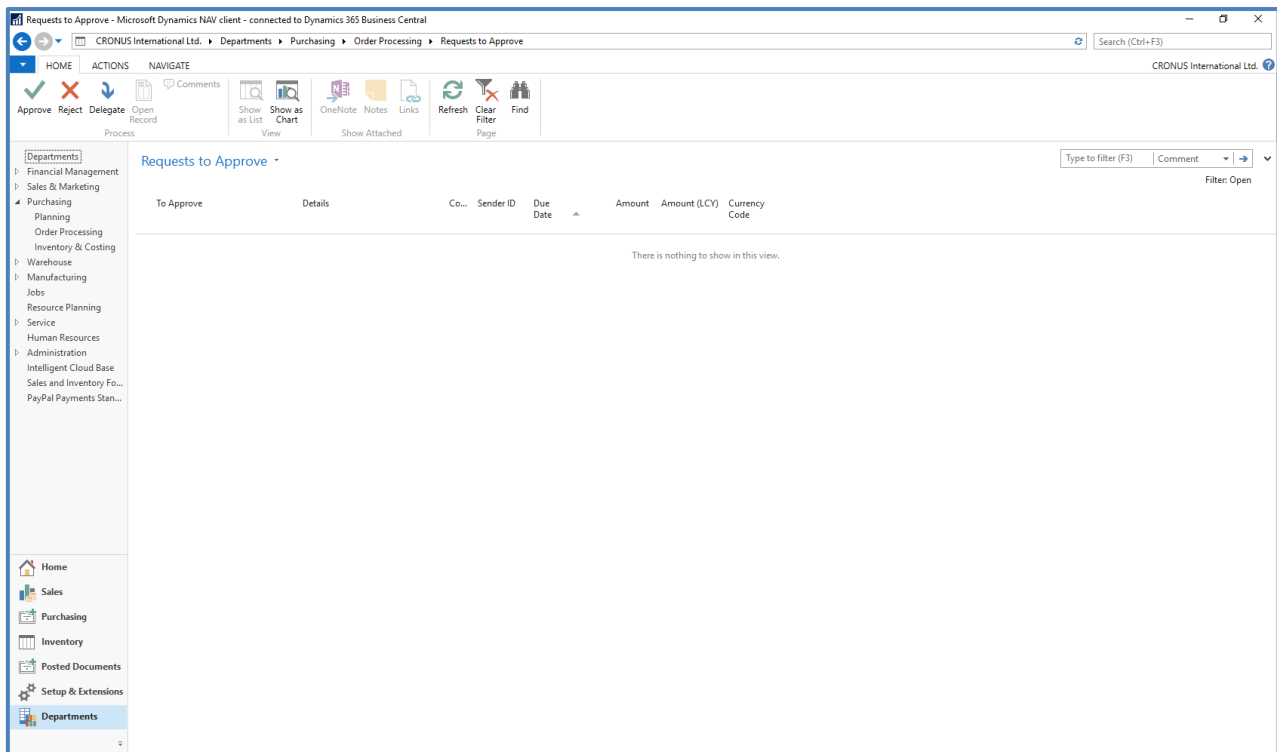 Requests to Approve - Microsoft Dynamics NAV client - connected to Dynamics 365 Business Central
CRONUS International Ltd. Departments Purchasing Order Processing Requests to Approve
Search (Ctrl+F3)
HOME ACTIONS NAVIGATE
CRONUS International Ltd.
Approve Reject Delegate Open Record Comments
Show as List Show as Chart
OneNote Notes Links
Refresh Clear Filter Find
Process View Show Attached Page
Departments
Financial Management
Sales & Marketing
Purchasing
Planning
Order Processing
Inventory & Costing
Warehouse
Manufacturing
Jobs
Resource Planning
Service
Human Resources
Administration
Intelligent Cloud Base
Sales and Inventory Fo...
PayPal Payments Stan...
Home
Sales
Purchasing
Inventory
Posted Documents
Setup & Extensions
Departments
Requests to Approve
Type to filter (F3) Comment
Filter: Open
To Approve Details Co... Sender ID Due Date Amount Amount (LCY) Currency Code
There is nothing to show in this view.